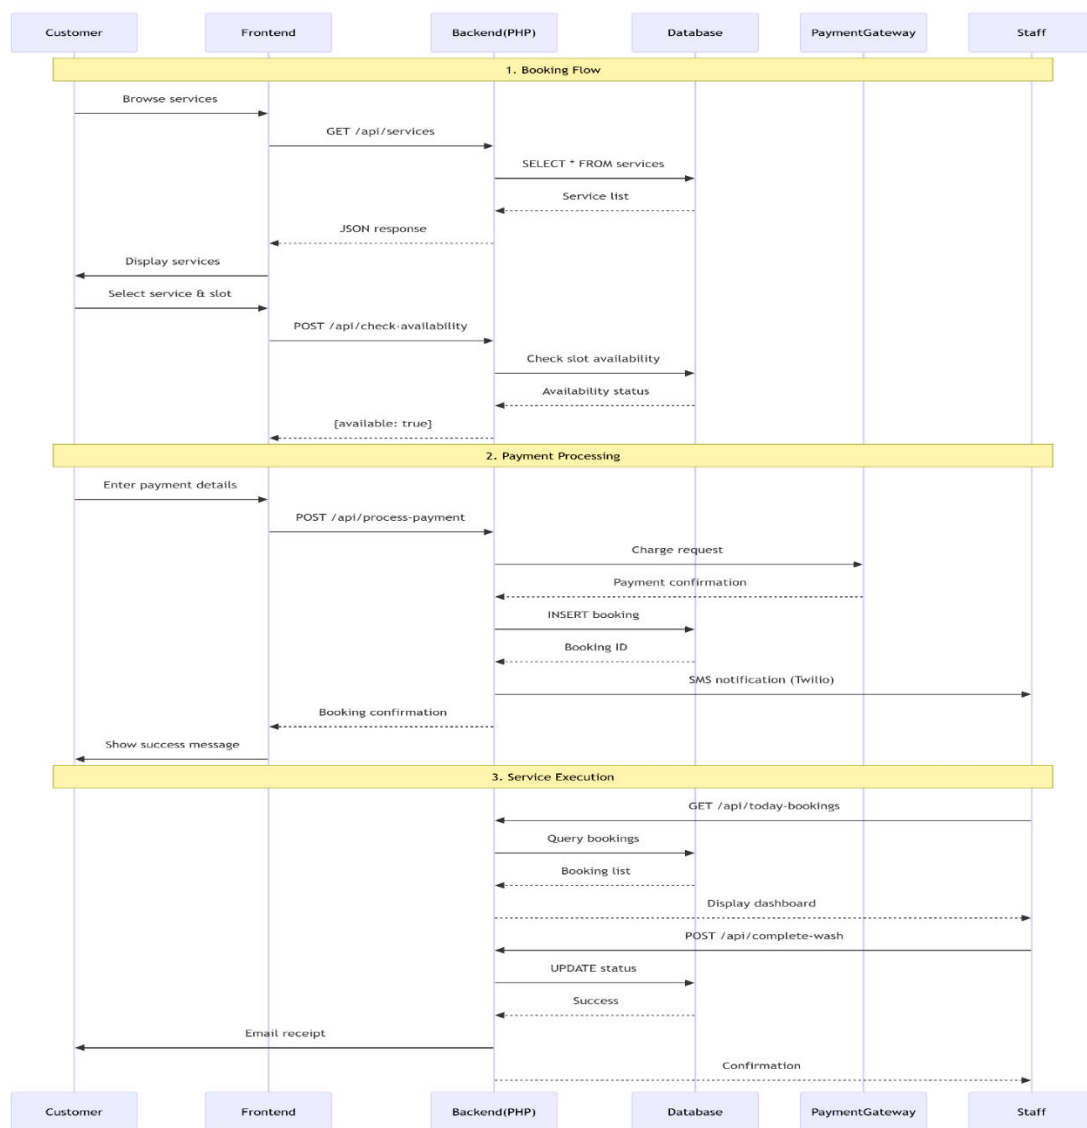 Customer Frontend Backend(PHP) Database PaymentGateway Staff
1. Booking Flow
Browse services
GET /api/services
SELECT * FROM services
Service list
JSON response
Display services
Select service & slot
POST /api/check-availability
Check slot availability
Availability status
[available: true]
2. Payment Processing
Enter payment details
POST /api/process-payment
Charge request
Payment confirmation
INSERT booking
Booking ID
SMS notification (Twilio)
Booking confirmation
Show success message
3. Service Execution
GET /api/today-bookings
Query bookings
Booking list
Display dashboard
POST /api/complete-wash
UPDATE status
Success
Email receipt
Confirmation
Customer Frontend Backend(PHP) Database PaymentGateway Staff